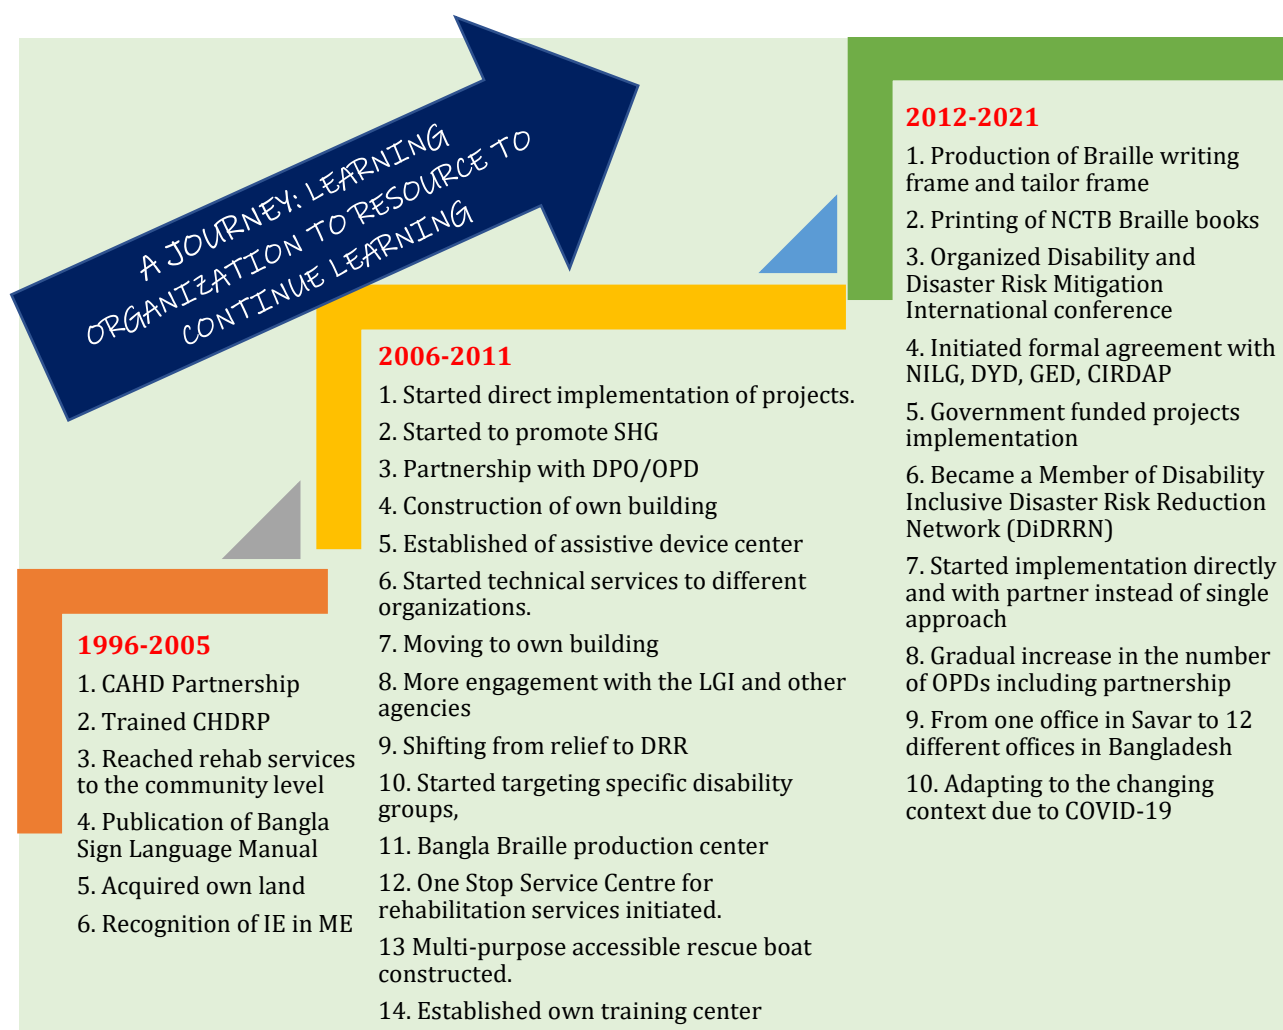 A JOURNEY: LEARNING
ORGANIZATION TO RESOURCE TO
CONTINUE LEARNING
1996-2005
1. CAHD Partnership
2. Trained CHDRP
3. Reached rehab services
to the community level
4. Publication of Bangla
Sign Language Manual
5. Acquired own land
6. Recognition of IE in ME
2006-2011
1. Started direct implementation of projects.
2. Started to promote SHG
3. Partnership with DPO/OPD
4. Construction of own building
5. Established of assistive device center
6. Started technical services to different
organizations.
7. Moving to own building
8. More engagement with the LGI and other
agencies
9. Shifting from relief to DRR
10. Started targeting specific disability
groups,
11. Bangla Braille production center
12. One Stop Service Centre for
rehabilitation services initiated.
13 Multi-purpose accessible rescue boat
constructed.
14. Established own training center
2012-2021
1. Production of Braille writing
frame and tailor frame
2. Printing of NCTB Braille books
3. Organized Disability and
Disaster Risk Mitigation
International conference
4. Initiated formal agreement with
NILG, DYD, GED, CIRDAP
5. Government funded projects
implementation
6. Became a Member of Disability
Inclusive Disaster Risk Reduction
Network (DiDRRN)
7. Started implementation directly
and with partner instead of single
approach
8. Gradual increase in the number
of OPDs including partnership
9. From one office in Savar to 12
different offices in Bangladesh
10. Adapting to the changing
context due to COVID-19